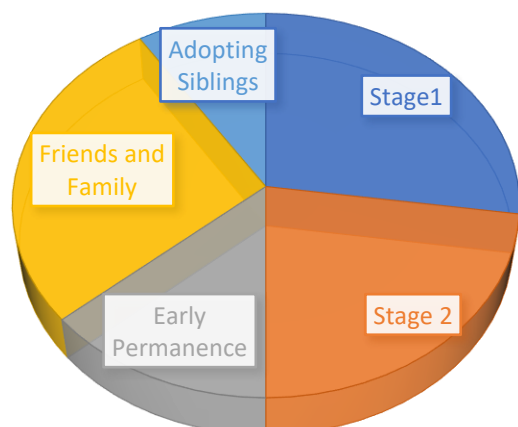 Adopting
Siblings
Stage1
Friends and
Family
Early
Permanence
Stage 2